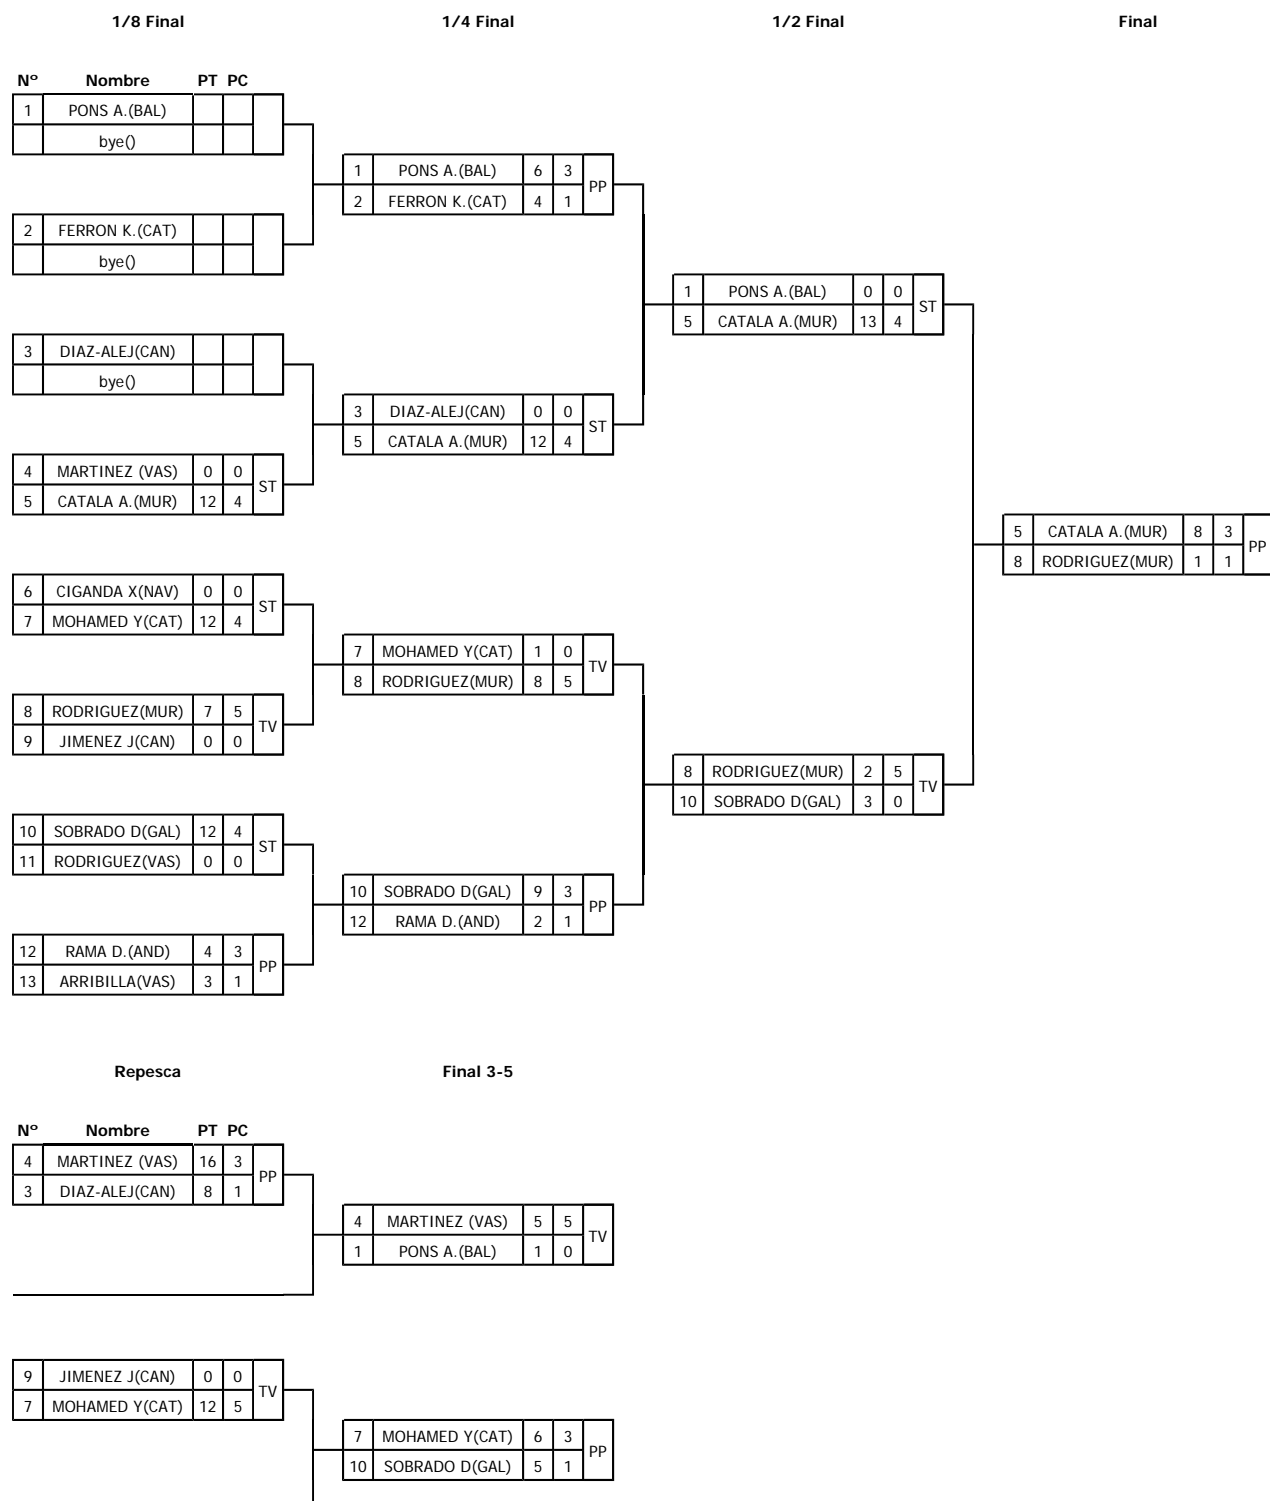 1/8 Final 1/4 Final 1/2 Final Final
Nº Nombre PT PC
1 PONS A.(BAL)
bye()
1 PONS A.(BAL) 6 3 PP
2 FERRON K.(CAT) 4 1
2 FERRON K.(CAT)
bye()
1 PONS A.(BAL) 0 0 ST
5 CATALA A.(MUR) 13 4
3 DIAZ-ALEJ(CAN)
bye()
3 DIAZ-ALEJ(CAN) 0 0 ST
5 CATALA A.(MUR) 12 4
4 MARTINEZ (VAS) 0 0 ST
5 CATALA A.(MUR) 12 4
5 CATALA A.(MUR) 8 3 PP
8 RODRIGUEZ(MUR) 1 1
6 CIGANDA X(NAV) 0 0 ST
7 MOHAMED Y(CAT) 12 4
7 MOHAMED Y(CAT) 1 0 TV
8 RODRIGUEZ(MUR) 8 5
8 RODRIGUEZ(MUR) 7 5 TV
9 JIMENEZ J(CAN) 0 0
8 RODRIGUEZ(MUR) 2 5 TV
10 SOBRADO D(GAL) 3 0
10 SOBRADO D(GAL) 12 4 ST
11 RODRIGUEZ(VAS) 0 0
10 SOBRADO D(GAL) 9 3 PP
12 RAMA D.(AND) 2 1
12 RAMA D.(AND) 4 3 PP
13 ARRIBILLA(VAS) 3 1
Repesca Final 3-5
Nº Nombre PT PC
4 MARTINEZ (VAS) 16 3 PP
3 DIAZ-ALEJ(CAN) 8 1
4 MARTINEZ (VAS) 5 5 TV
1 PONS A.(BAL) 1 0
9 JIMENEZ J(CAN) 0 0 TV
7 MOHAMED Y(CAT) 12 5
7 MOHAMED Y(CAT) 6 3 PP
10 SOBRADO D(GAL) 5 1